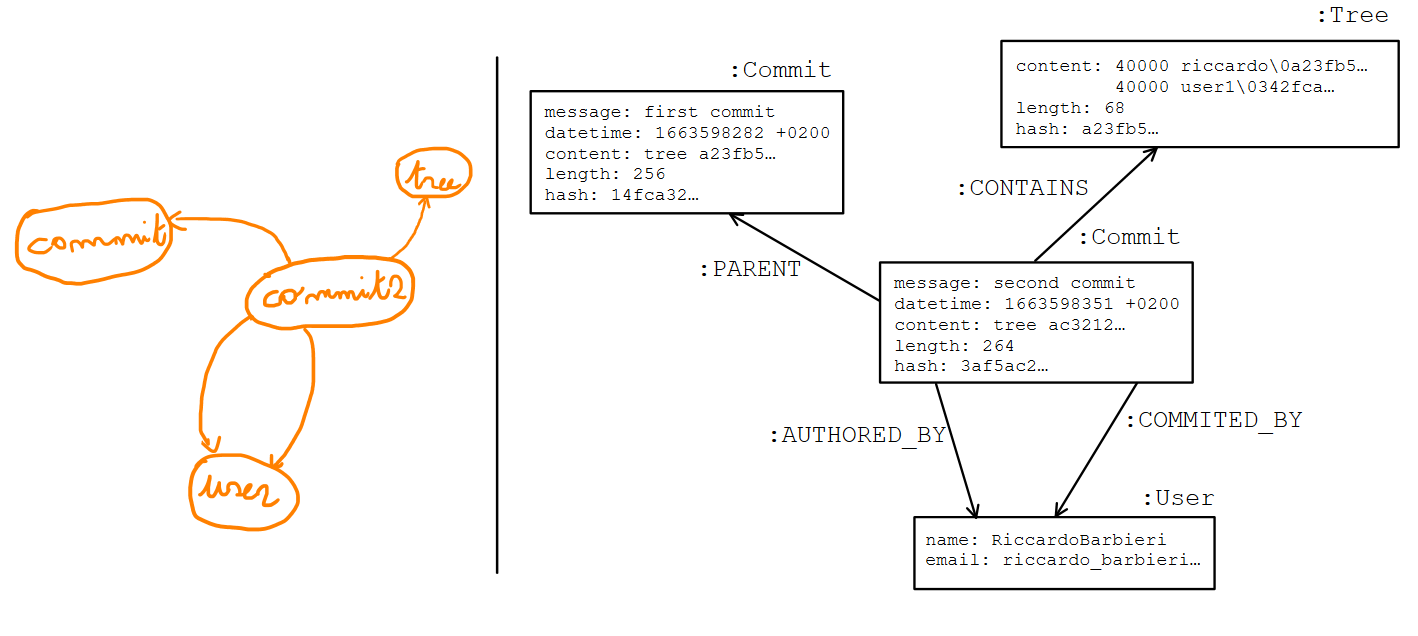 tree
commit
commit2
user
:Tree
content: 40000 riccardo\0a23fb5…
40000 user1\0342fca…
length: 68
hash: a23fb5…
:Commit
message: first commit
datetime: 1663598282 +0200
content: tree a23fb5…
length: 256
hash: 14fca32…
:CONTAINS
:PARENT
:Commit
message: second commit
datetime: 1663598351 +0200
content: tree ac3212…
length: 264
hash: 3af5ac2…
:AUTHORED_BY
:COMMITED_BY
:User
name: RiccardoBarbieri
email: riccardo_barbieri…